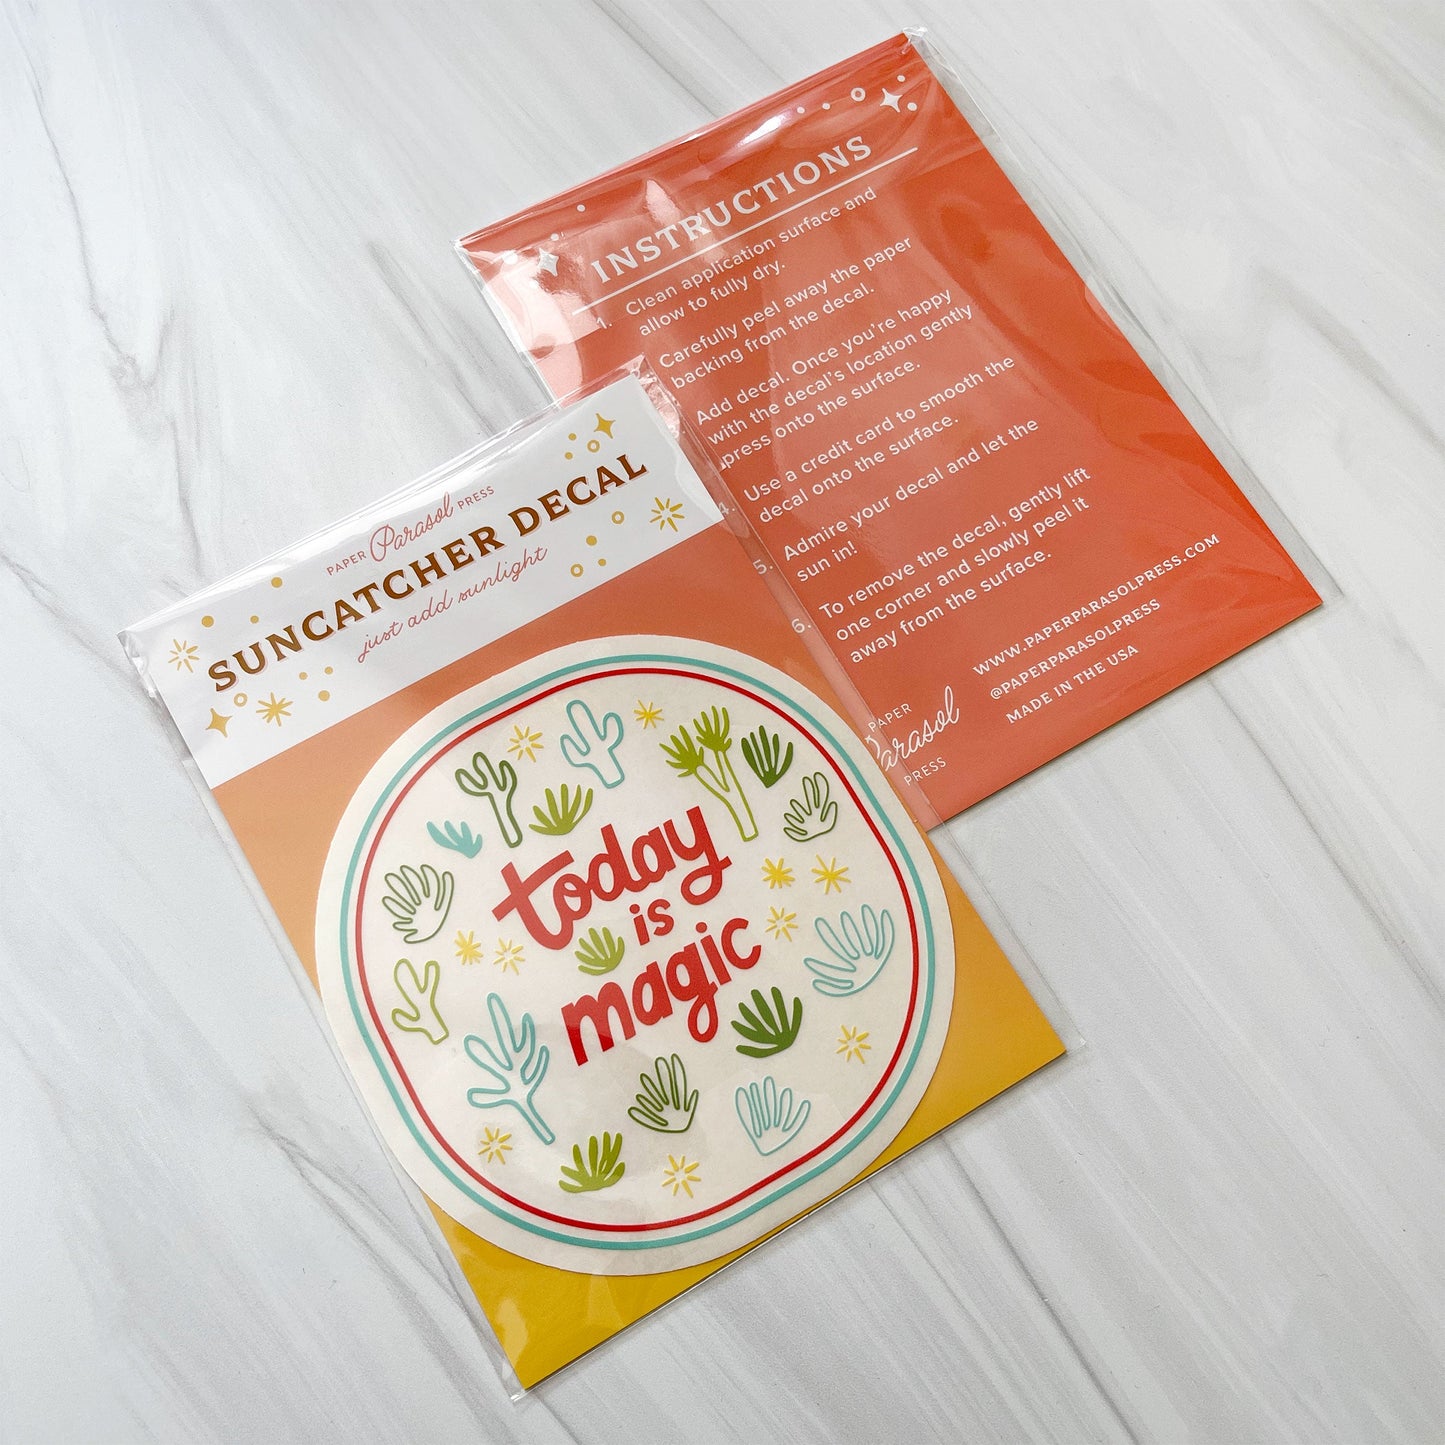 PAPER Parasol PRESS
SUNCATCHER DECAL
just add sunlight
today
is
magic
INSTRUCTIONS
1. Clean application surface and
allow to fully dry.
Carefully peel away the paper
backing from the decal.
Add decal. Once you're happy
with the decal's location gently
press onto the surface.
4. Use a credit card to smooth the
decal onto the surface.
5. Admire your decal and let the
sun in!
6. To remove the decal, gently lift
one corner and slowly peel it
away from the surface.
WWW.PAPERPARASOLPRESS.COM
@PAPERPARASOLPRESS
MADE IN THE USA
PAPER
Parasol
PRESS